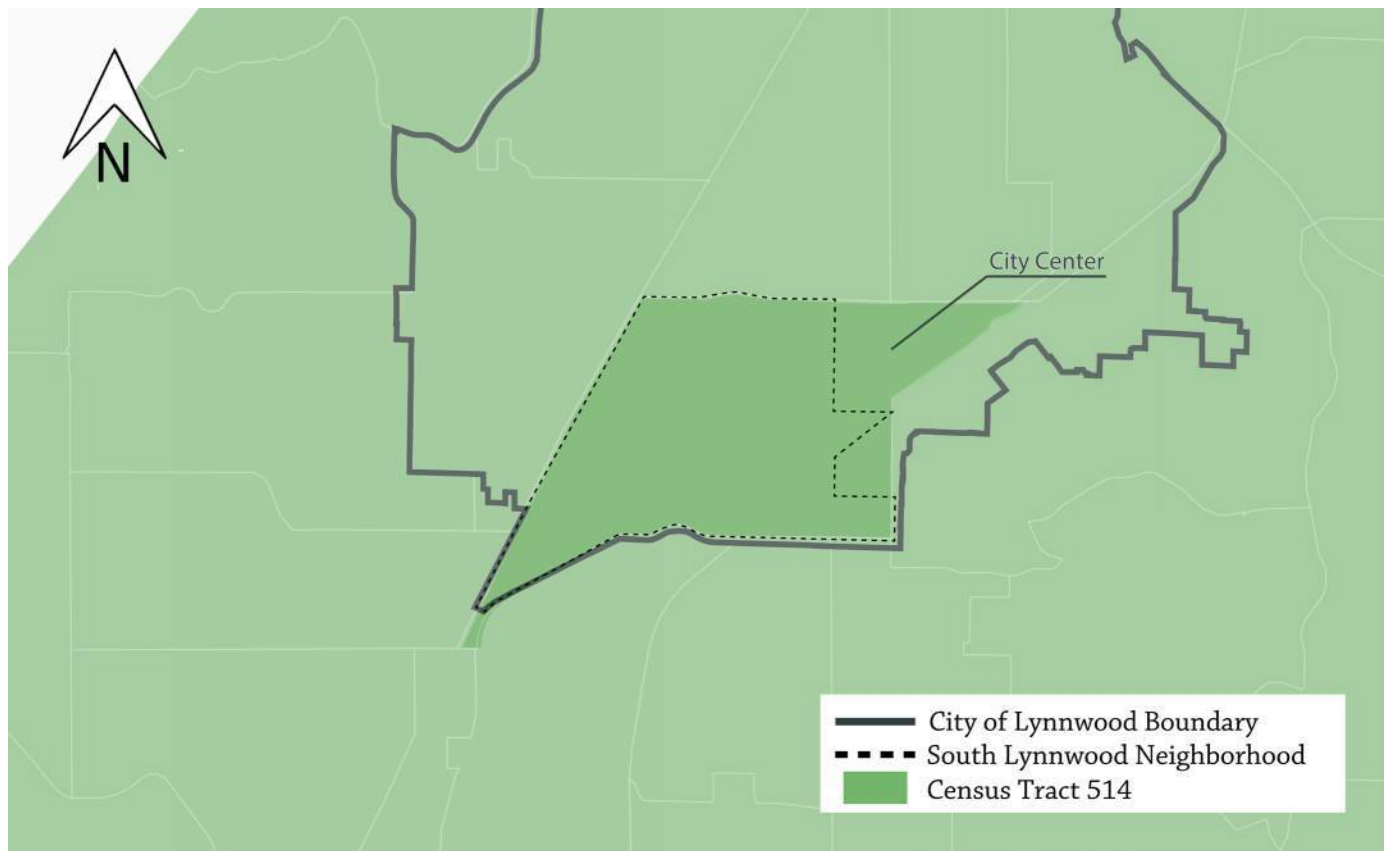 N
City Center
City of Lynnwood Boundary
South Lynnwood Neighborhood
Census Tract 514